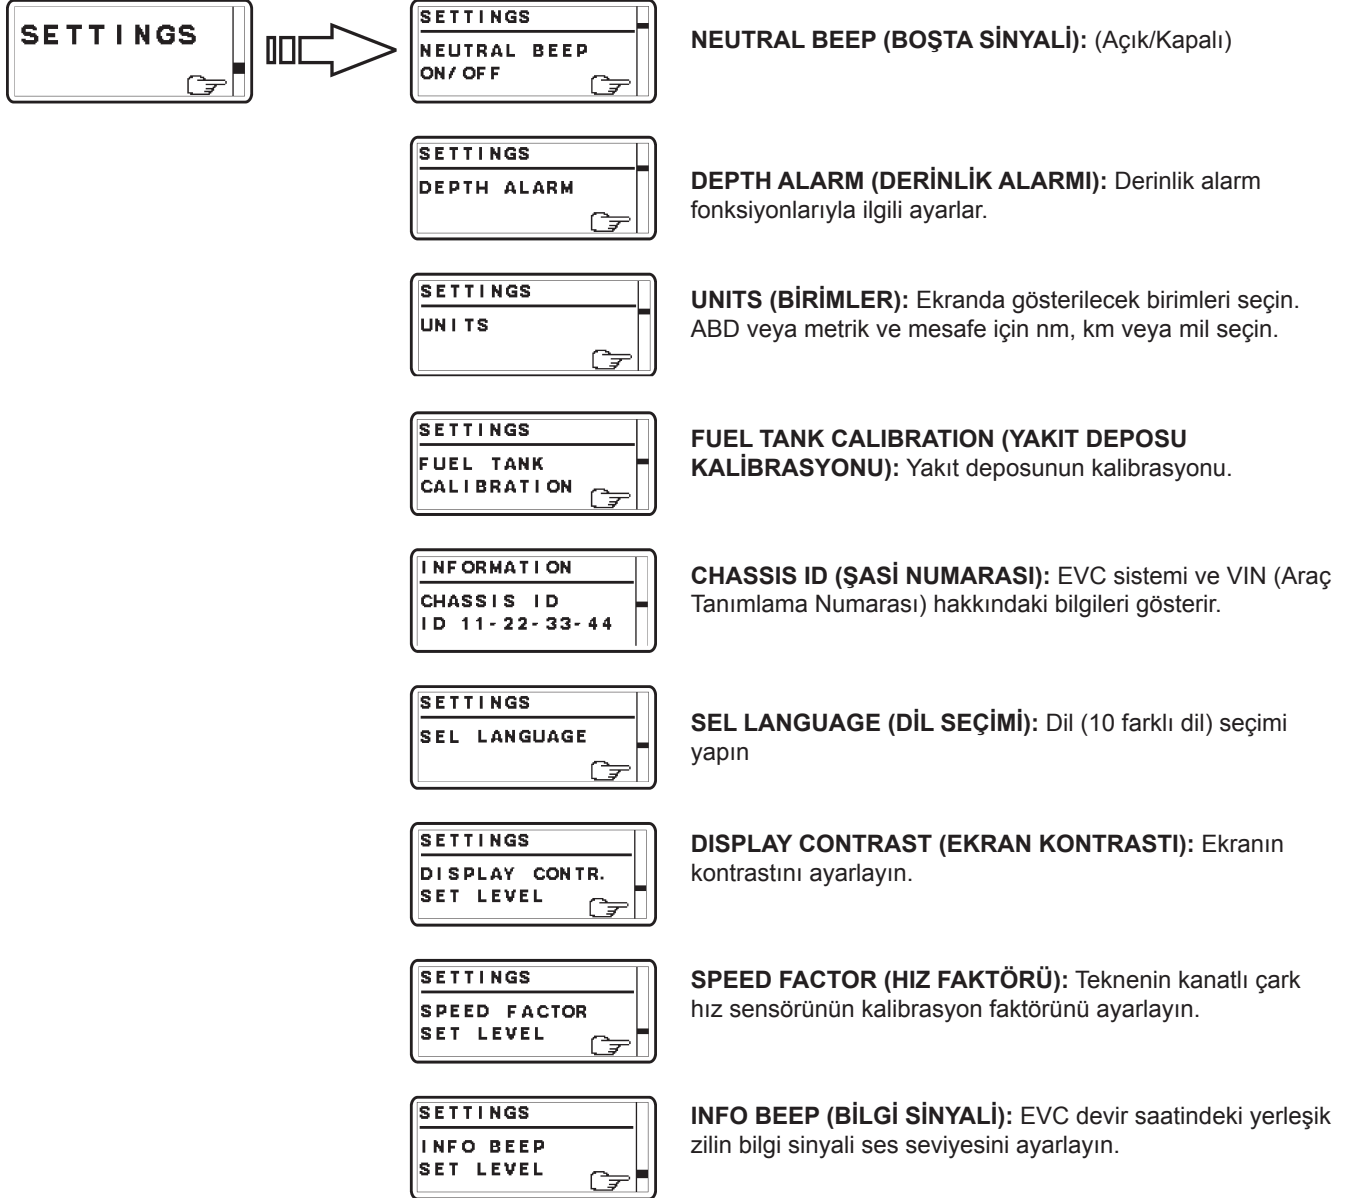 SETTINGS
SETTINGS
NEUTRAL BEEP
ON/OFF
NEUTRAL BEEP (BOŞTA SİNYALİ): (Açık/Kapalı)
SETTINGS
DEPTH ALARM
DEPTH ALARM (DERİNLİK ALARMI): Derinlik alarm
fonksiyonlarıyla ilgili ayarlar.
SETTINGS
UNITS
UNITS (BİRİMLER): Ekranda gösterilecek birimleri seçin.
ABD veya metrik ve mesafe için nm, km veya mil seçin.
SETTINGS
FUEL TANK
CALIBRATION
FUEL TANK CALIBRATION (YAKIT DEPOSU
KALİBRASYONU): Yakıt deposunun kalibrasyonu.
INFORMATION
CHASSIS ID
ID 11-22-33-44
CHASSIS ID (ŞASİ NUMARASI): EVC sistemi ve VIN (Araç
Tanımlama Numarası) hakkındaki bilgileri gösterir.
SETTINGS
SEL LANGUAGE
SEL LANGUAGE (DİL SEÇİMİ): Dil (10 farklı dil) seçimi
yapın
SETTINGS
DISPLAY CONTR.
SET LEVEL
DISPLAY CONTRAST (EKRAN KONTRASTI): Ekranın
kontrastını ayarlayın.
SETTINGS
SPEED FACTOR
SET LEVEL
SPEED FACTOR (HIZ FAKTÖRÜ): Teknenin kanatlı çark
hız sensörünün kalibrasyon faktörünü ayarlayın.
SETTINGS
INFO BEEP
SET LEVEL
INFO BEEP (BİLGİ SİNYALİ): EVC devir saatindeki yerleşik
zilin bilgi sinyali ses seviyesini ayarlayın.